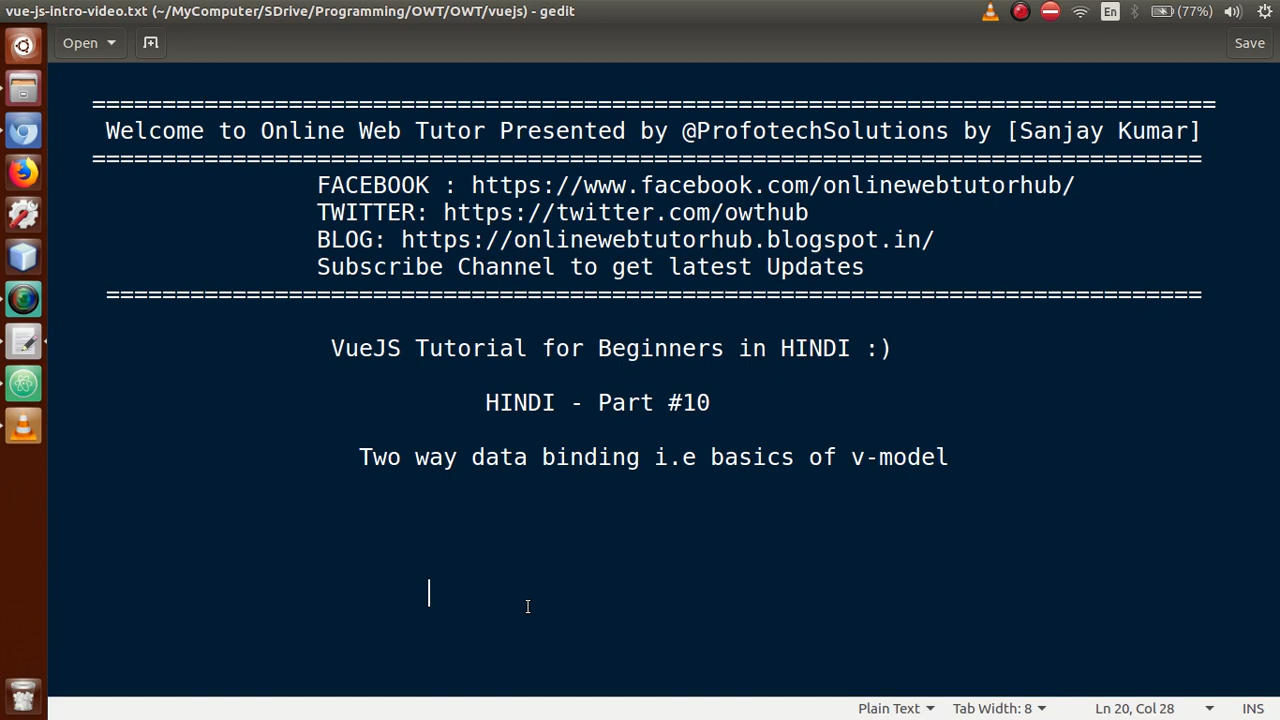 vue-js-intro-video.txt (~/MyComputer/SDrive/Programming/OWT/OWT/vuejs) - gedit
En
(77%)
Open
Save
================================================================================
Welcome to Online Web Tutor Presented by @ProfotechSolutions by [Sanjay Kumar]
===============================================================================
FACEBOOK : https://www.facebook.com/onlinewebtutorhub/
TWITTER: https://twitter.com/owthub
BLOG: https://onlinewebtutorhub.blogspot.in/
Subscribe Channel to get latest Updates
==============================================================================
VueJS Tutorial for Beginners in HINDI :)
HINDI - Part #10
Two way data binding i.e basics of v-model
Plain Text
Tab Width: 8
Ln 20, Col 28
INS